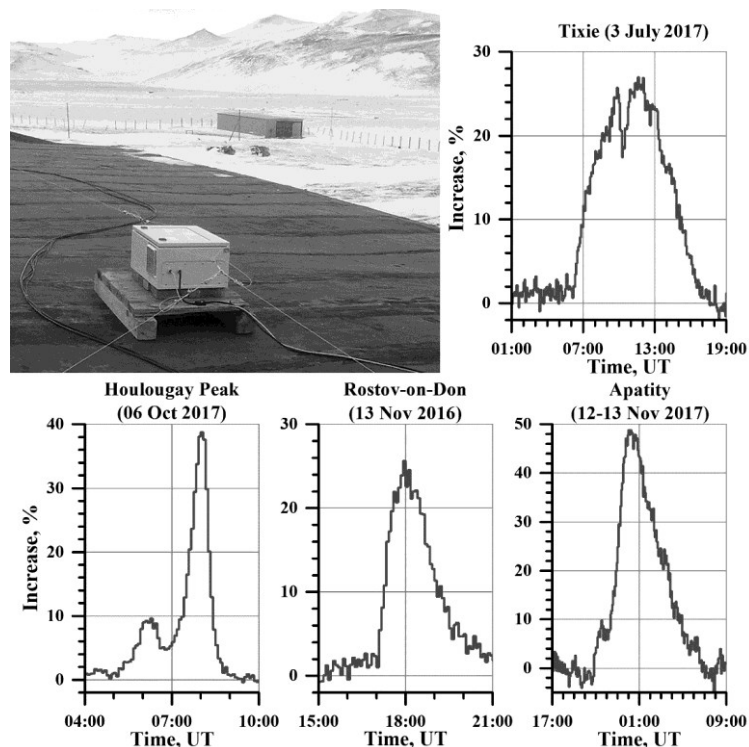 Tixie (3 July 2017)
Increase, %
30
20
10
0
01:00 07:00 13:00 19:00
Time, UT
Houlougay Peak
(06 Oct 2017)
Increase, %
40
30
20
10
0
04:00 07:00 10:00
Time, UT
Rostov-on-Don
(13 Nov 2016)
30
20
10
0
15:00 18:00 21:00
Time, UT
Apatity
(12-13 Nov 2017)
50
40
30
20
10
0
17:00 01:00 09:00
Time, UT